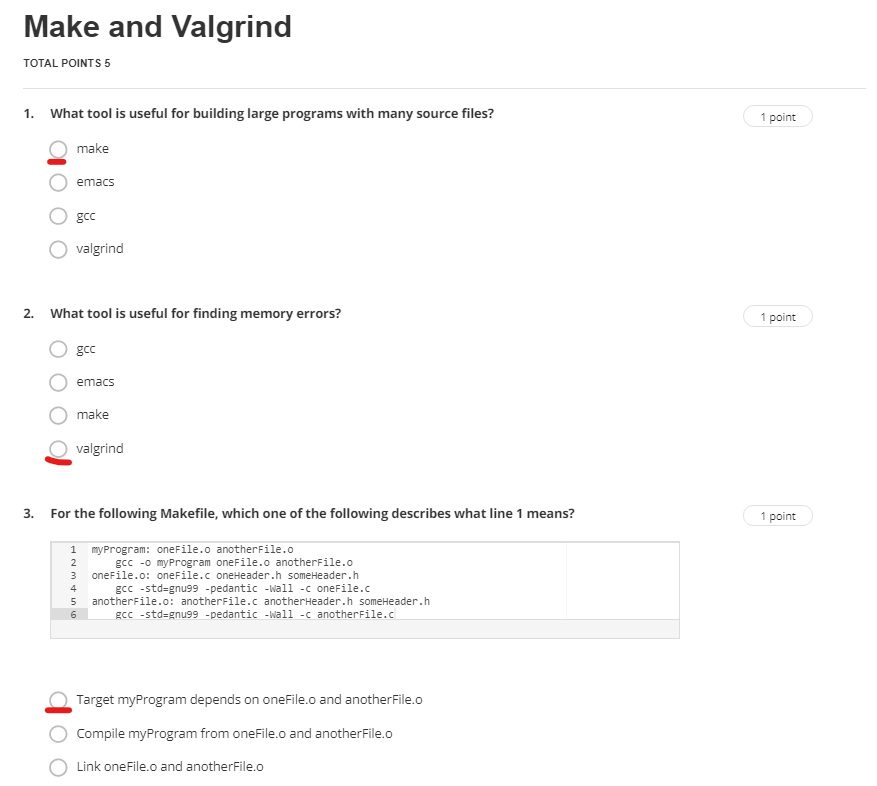 Make and Valgrind
TOTAL POINTS 5
1. What tool is useful for building large programs with many source files?
1 point
make
emacs
gcc
valgrind
2. What tool is useful for finding memory errors?
1 point
gcc
emacs
make
valgrind
3. For the following Makefile, which one of the following describes what line 1 means?
1 point
1 myProgram: oneFile.o anotherFile.o
2 gcc -o myProgram oneFile.o anotherFile.o
3 oneFile.o: oneFile.c oneHeader.h someHeader.h
4 gcc -std=gnu99 -pedantic -Wall -c oneFile.c
5 anotherFile.o: anotherFile.c anotherHeader.h someHeader.h
6 gcc -std=gnu99 -pedantic -Wall -c anotherFile.c
Target myProgram depends on oneFile.o and anotherFile.o
Compile myProgram from oneFile.o and anotherFile.o
Link oneFile.o and anotherFile.o